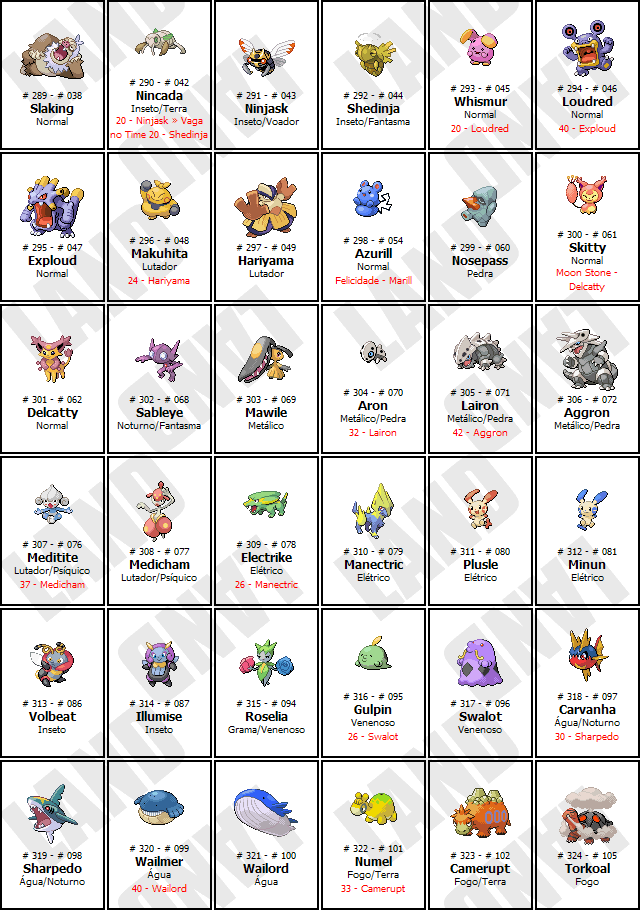 # 289 - # 038
Slaking
Normal
# 290 - # 042
Nincada
Inseto/Terra
20 - Ninjask » Vaga
no Time 20 - Shedinja
# 291 - # 043
Ninjask
Inseto/Voador
# 292 - # 044
Shedinja
Inseto/Fantasma
# 293 - # 045
Whismur
Normal
20 - Loudred
# 294 - # 046
Loudred
Normal
40 - Exploud
# 295 - # 047
Exploud
Normal
# 296 - # 048
Makuhita
Lutador
24 - Hariyama
# 297 - # 049
Hariyama
Lutador
# 298 - # 054
Azurill
Normal
Felicidade - Marill
# 299 - # 060
Nosepass
Pedra
# 300 - # 061
Skitty
Normal
Moon Stone -
Delcatty
# 301 - # 062
Delcatty
Normal
# 302 - # 068
Sableye
Noturno/Fantasma
# 303 - # 069
Mawile
Metálico
# 304 - # 070
Aron
Metálico/Pedra
32 - Lairon
# 305 - # 071
Lairon
Metálico/Pedra
42 - Aggron
# 306 - # 072
Aggron
Metálico/Pedra
# 307 - # 076
Meditite
Lutador/Psíquico
37 - Medicham
# 308 - # 077
Medicham
Lutador/Psíquico
# 309 - # 078
Electrike
Elétrico
26 - Manectric
# 310 - # 079
Manectric
Elétrico
# 311 - # 080
Plusle
Elétrico
# 312 - # 081
Minun
Elétrico
# 313 - # 086
Volbeat
Inseto
# 314 - # 087
Illumise
Inseto
# 315 - # 094
Roselia
Grama/Venenoso
# 316 - # 095
Gulpin
Venenoso
26 - Swalot
# 317 - # 096
Swalot
Venenoso
# 318 - # 097
Carvanha
Água/Noturno
30 - Sharpedo
# 319 - # 098
Sharpedo
Água/Noturno
# 320 - # 099
Wailmer
Água
40 - Wailord
# 321 - # 100
Wailord
Água
# 322 - # 101
Numel
Fogo/Terra
33 - Camerupt
# 323 - # 102
Camerupt
Fogo/Terra
# 324 - # 105
Torkoal
Fogo